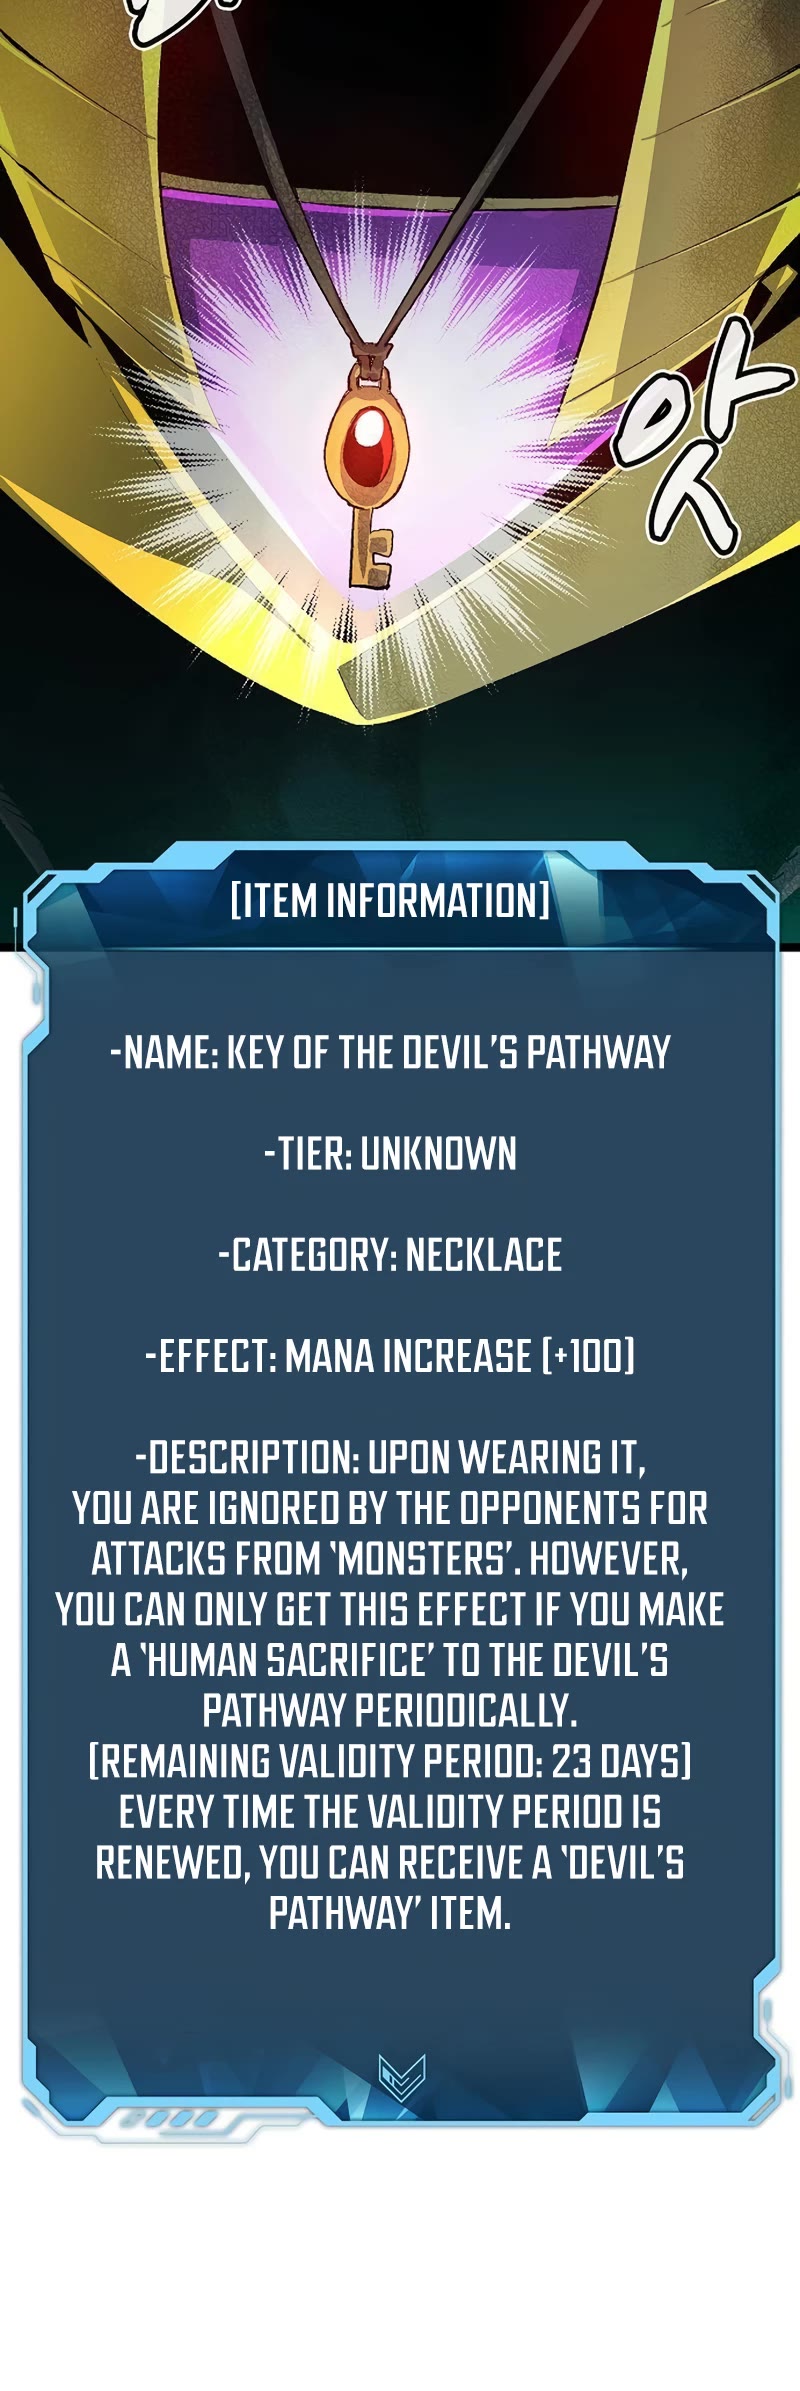 앗
[ITEM INFORMATION]
-NAME: KEY OF THE DEVIL'S PATHWAY
-TIER: UNKNOWN
-CATEGORY: NECKLACE
-EFFECT: MANA INCREASE [+100]
-DESCRIPTION: UPON WEARING IT,
YOU ARE IGNORED BY THE OPPONENTS FOR
ATTACKS FROM 'MONSTERS'. HOWEVER,
YOU CAN ONLY GET THIS EFFECT IF YOU MAKE
A 'HUMAN SACRIFICE' TO THE DEVIL'S
PATHWAY PERIODICALLY.
[REMAINING VALIDITY PERIOD: 23 DAYS]
EVERY TIME THE VALIDITY PERIOD IS
RENEWED, YOU CAN RECEIVE A 'DEVIL'S
PATHWAY' ITEM.